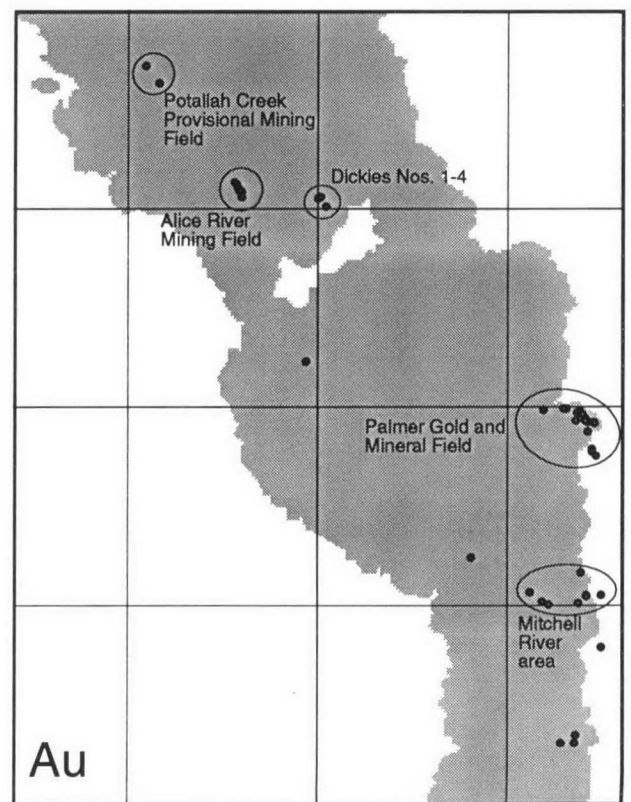 Potallah Creek
Provisional Mining
Field
Dickies Nos. 1-4
Alice River
Mining Field
Palmer Gold and
Mineral Field
Mitchell
River
area
Au